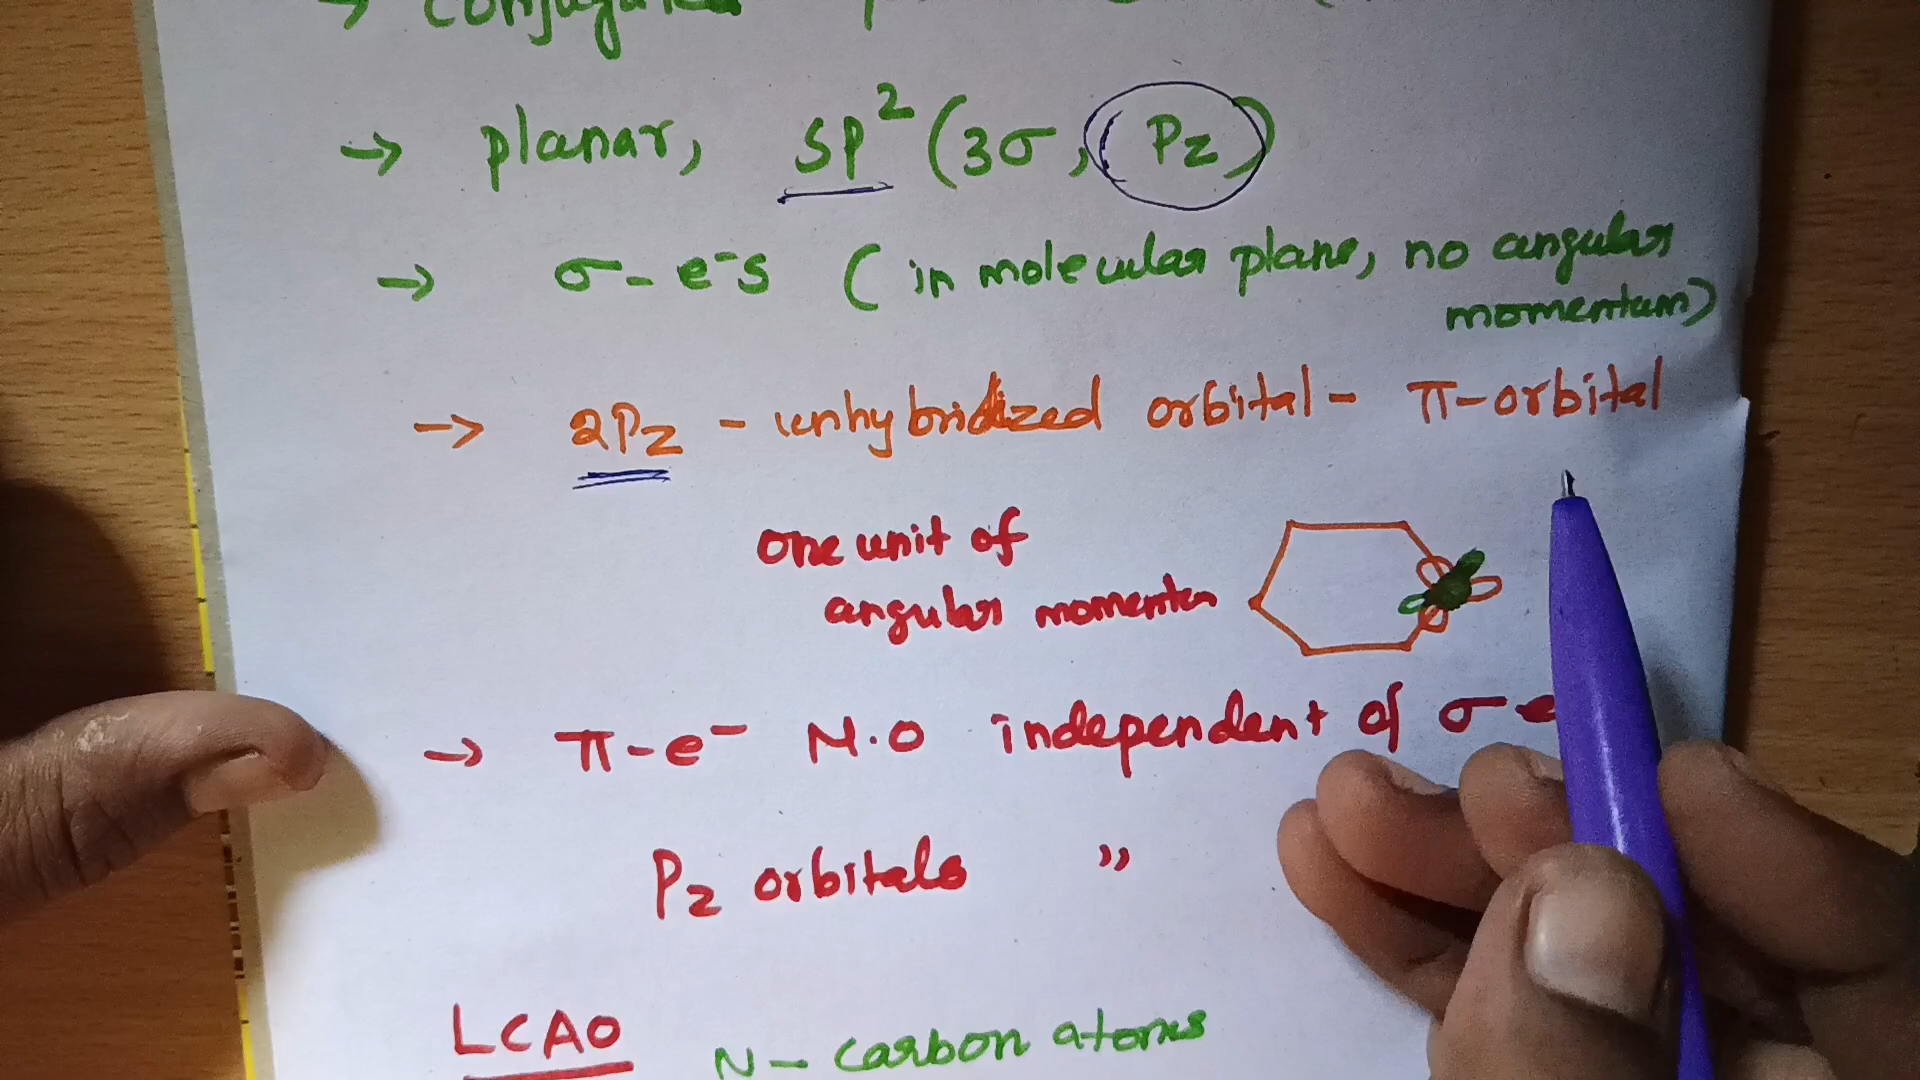 → conjugated
→ planar, sp² (3σ, Pz)
→ σ-e⁻s (in molecular plane, no angular
momentum)
→ 2Pz - unhybridized orbital - π-orbital
one unit of
angular momentum
→ π-e⁻ M.O independent of σ e
Pz orbitals "
LCAO N - carbon atoms